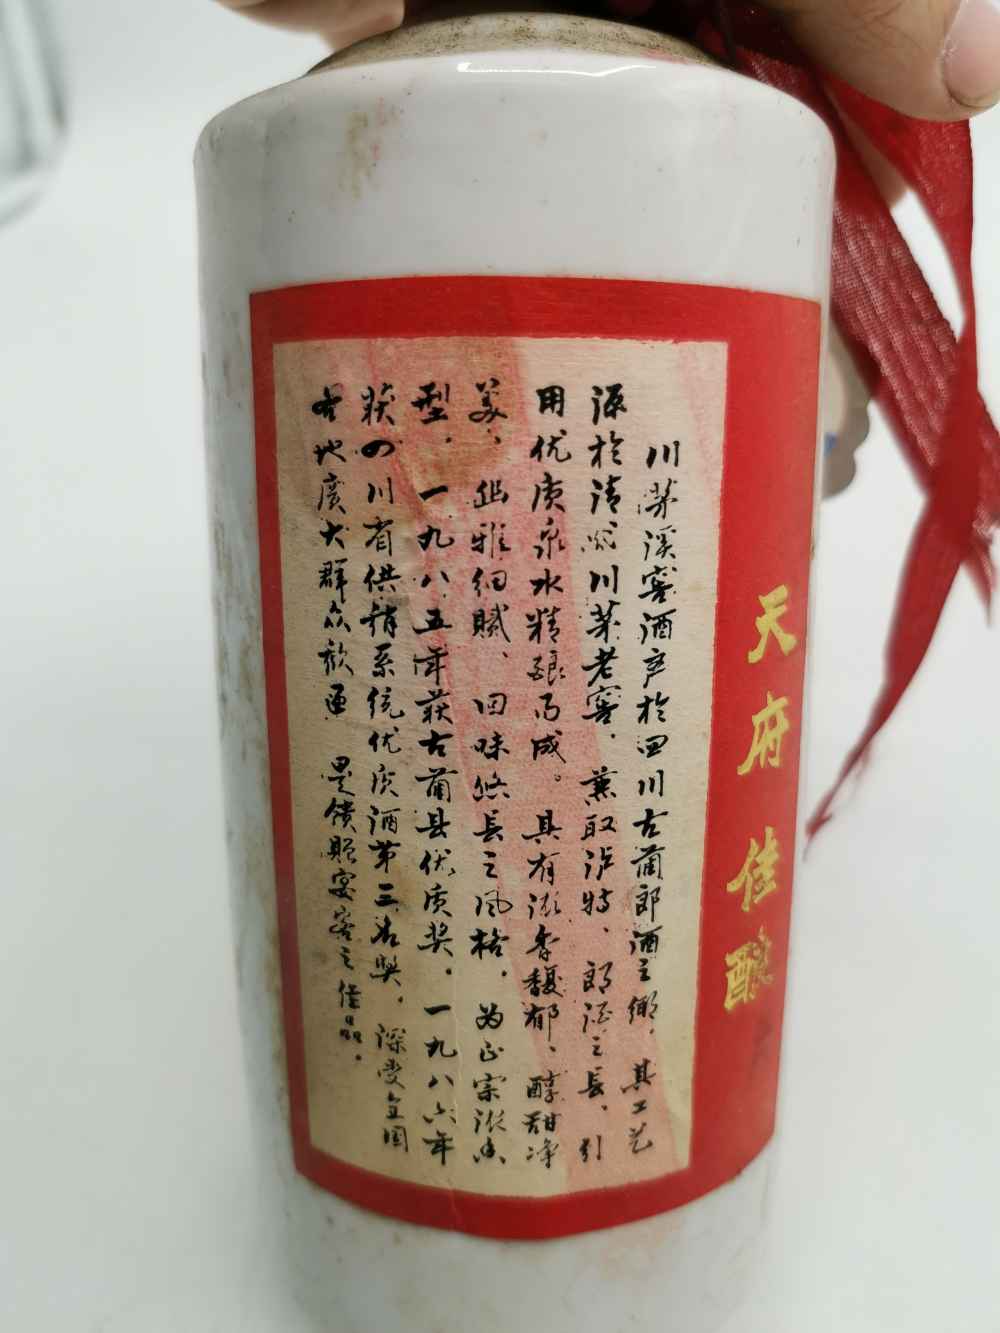 天府佳酿
川茅溪窖酒产於四川古蔺郎酒之乡，其工艺
源於清 川茅老窖，兼取泸特、郎酒之长，引
用优质泉水精酿而成。具有浓香馥郁、醇甜净
美、幽雅细腻、回味悠長之风格，为正宗浓香
型，一九八五年获古蔺县优质奖，一九八六年
获四川省供销系统优质酒第三名奖，深受全国
各地廣大群众歡迎 是馈赠宴客之佳品。